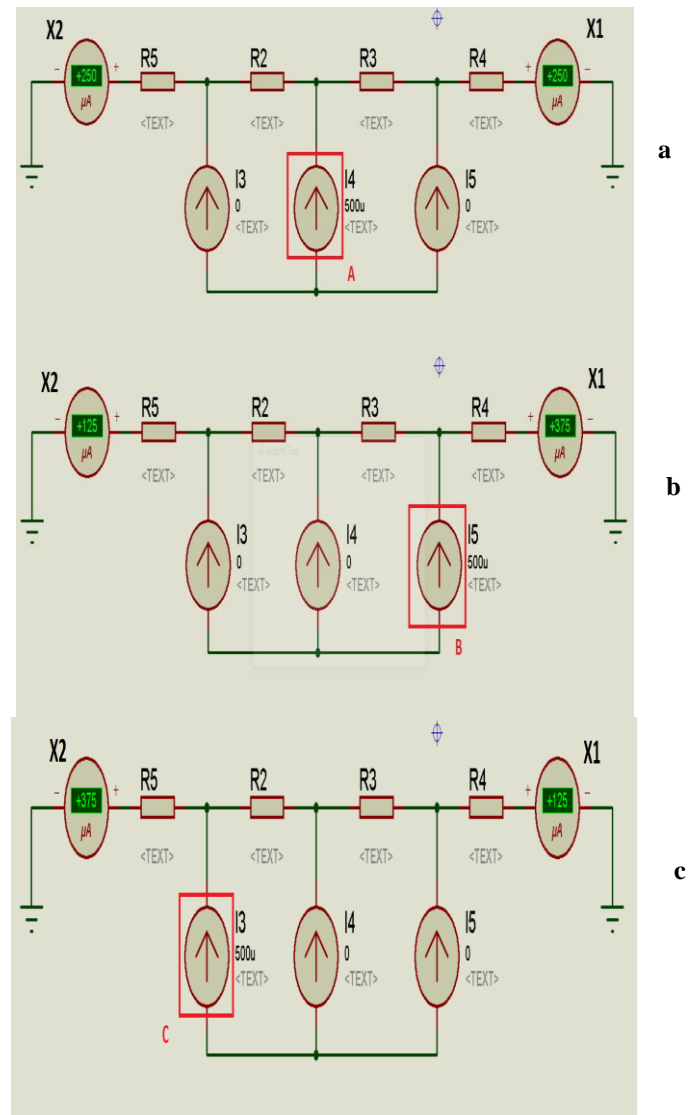 X2 X1
R5 R2 R3 R4
- +250 + + +250 -
µA µA
<TEXT> <TEXT> <TEXT> <TEXT>
a
I3 I4 I5
0 500u 0
<TEXT> <TEXT> <TEXT>
A
X2 X1
R5 R2 R3 R4
- +125 + + +375 -
µA µA
<TEXT> <TEXT> <TEXT> <TEXT>
b
I3 I4 I5
0 0 500u
<TEXT> <TEXT> <TEXT>
B
X2 X1
R5 R2 R3 R4
- +375 + + +125 -
µA µA
<TEXT> <TEXT> <TEXT> <TEXT>
c
I3 I4 I5
500u 0 0
<TEXT> <TEXT> <TEXT>
C